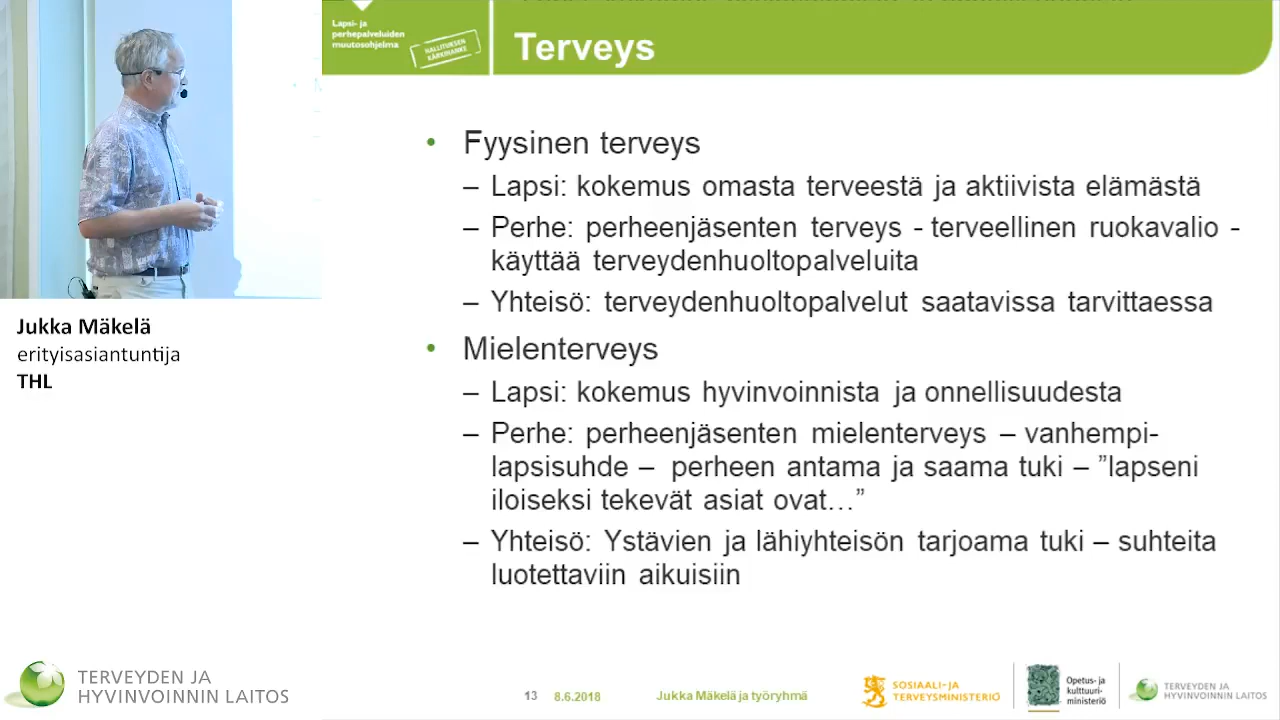 Lapsi- ja
perhepalveluiden
muutosohjelma
HALLITUKSEN
KÄRKIHANKE
Terveys
• Fyysinen terveys
– Lapsi: kokemus omasta terveestä ja aktiivista elämästä
– Perhe: perheenjäsenten terveys - terveellinen ruokavalio -
käyttää terveydenhuoltopalveluita
– Yhteisö: terveydenhuoltopalvelut saatavissa tarvittaessa
• Mielenterveys
– Lapsi: kokemus hyvinvoinnista ja onnellisuudesta
– Perhe: perheenjäsenten mielenterveys – vanhempi-
lapsisuhde – perheen antama ja saama tuki – ”lapseni
iloiseksi tekevät asiat ovat…”
– Yhteisö: Ystävien ja lähiyhteisön tarjoama tuki – suhteita
luotettaviin aikuisiin
Jukka Mäkelä
erityisasiantuntija
THL
TERVEYDEN JA
HYVINVOINNIN LAITOS
13 8.6.2018 Jukka Mäkelä ja työryhmä
SOSIAALI- JA
TERVEYSMINISTERIÖ
Opetus- ja
kulttuuri-
ministeriö
TERVEYDEN JA
HYVINVOINNIN LAITOS